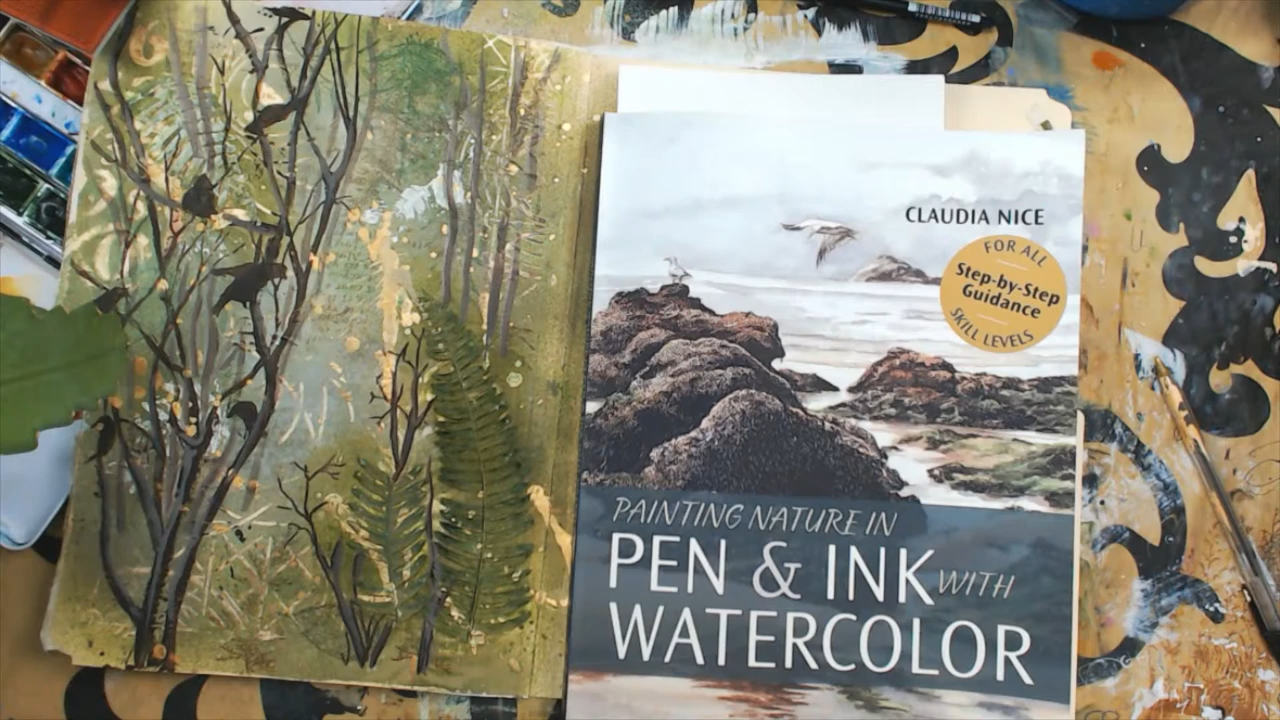 CLAUDIA NICE
FOR ALL
Step-by-Step
Guidance
SKILL LEVELS
PAINTING NATURE IN
PEN & INK WITH
WATERCOLOR